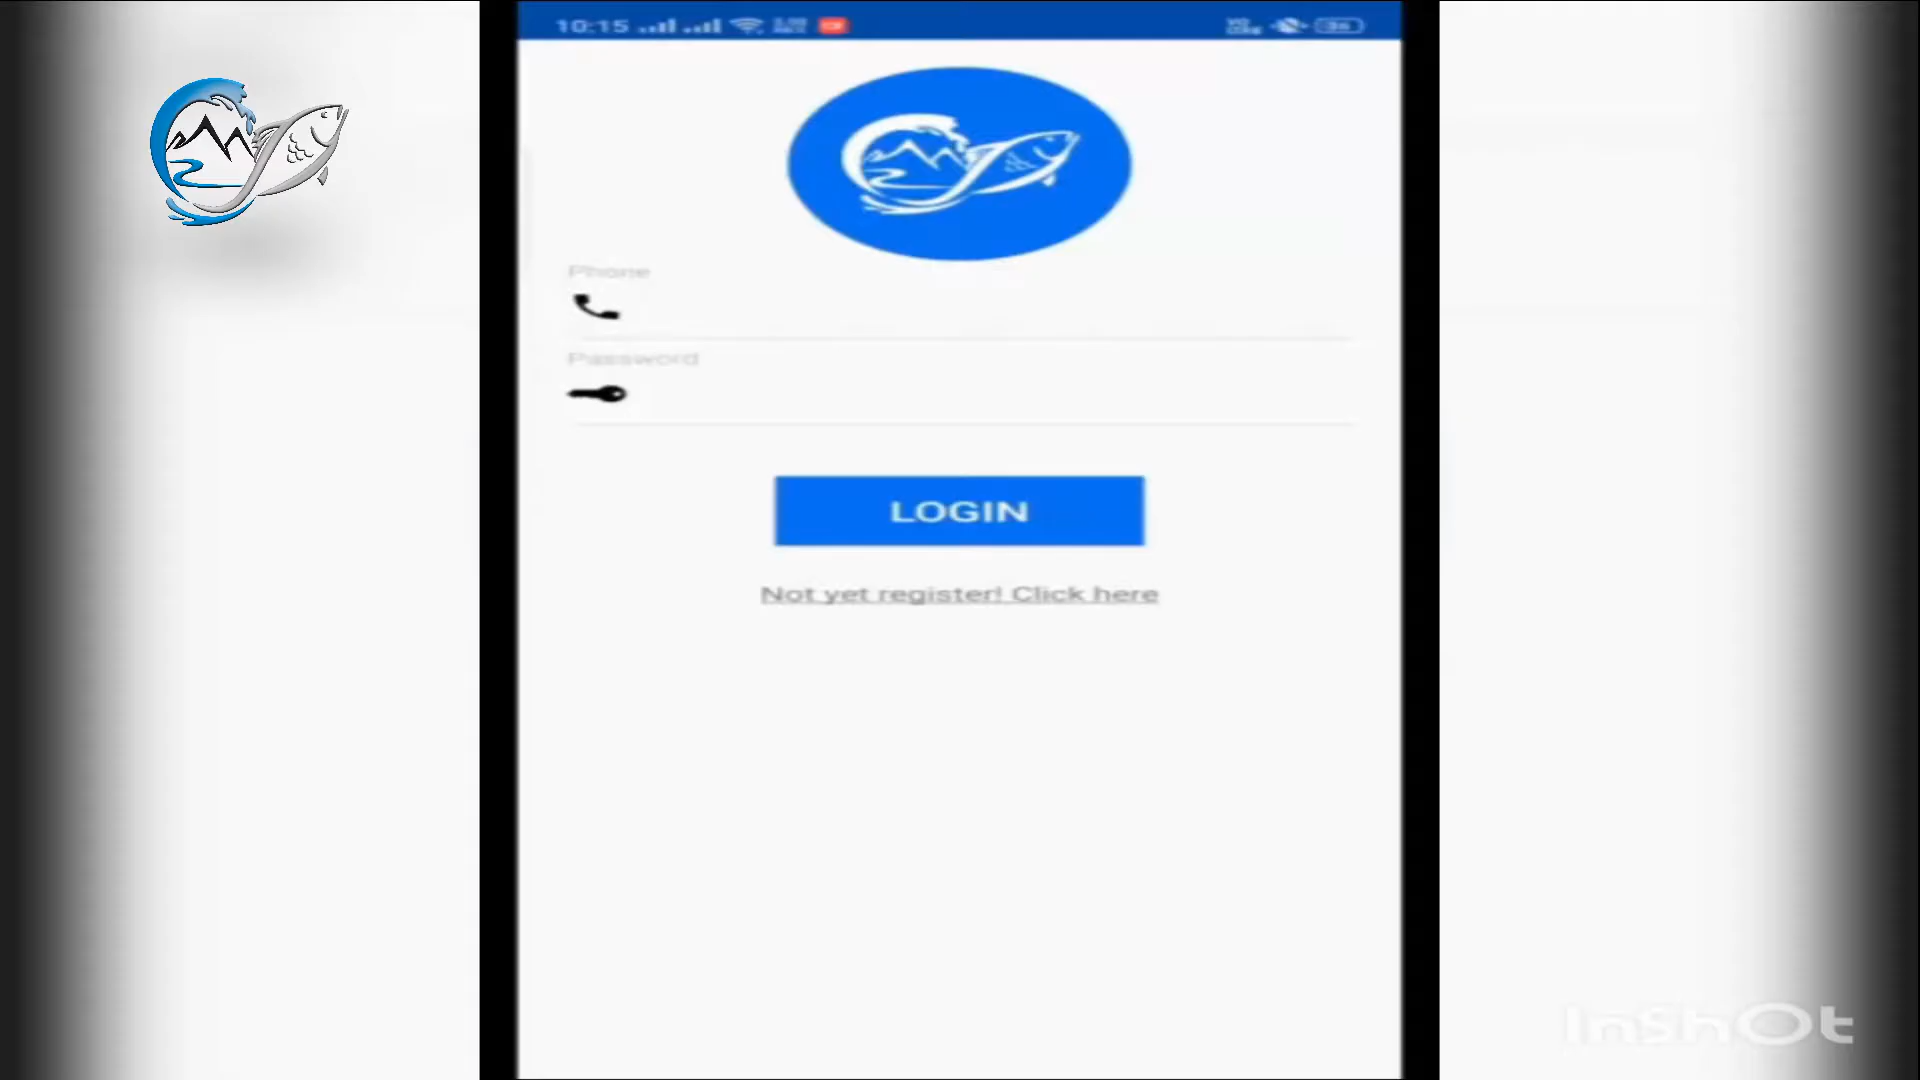 10:15
Phone
Password
LOGIN
Not yet register! Click here
InShOt